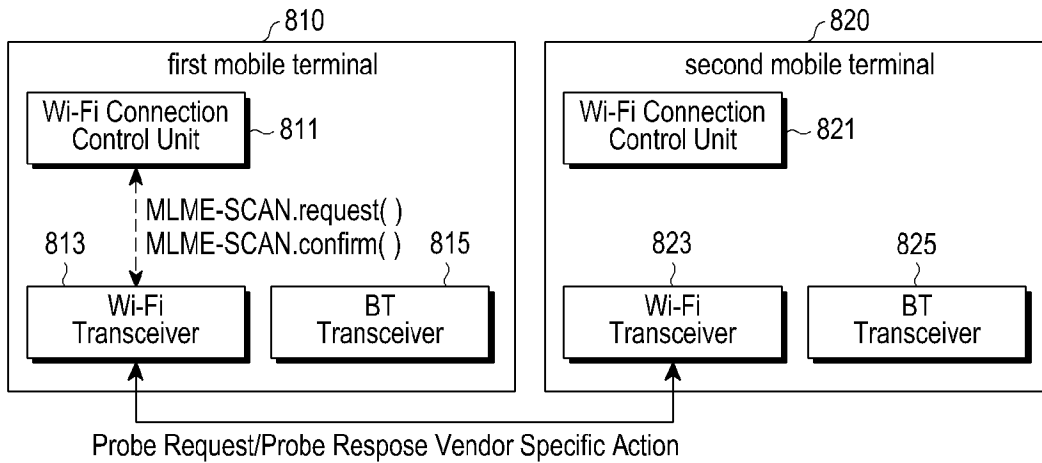 810
first mobile terminal
Wi-Fi Connection
Control Unit
811
MLME-SCAN.request( )
MLME-SCAN.confirm( )
813
815
Wi-Fi
Transceiver
BT
Transceiver
820
second mobile terminal
Wi-Fi Connection
Control Unit
821
823
825
Wi-Fi
Transceiver
BT
Transceiver
Probe Request/Probe Respose Vendor Specific Action